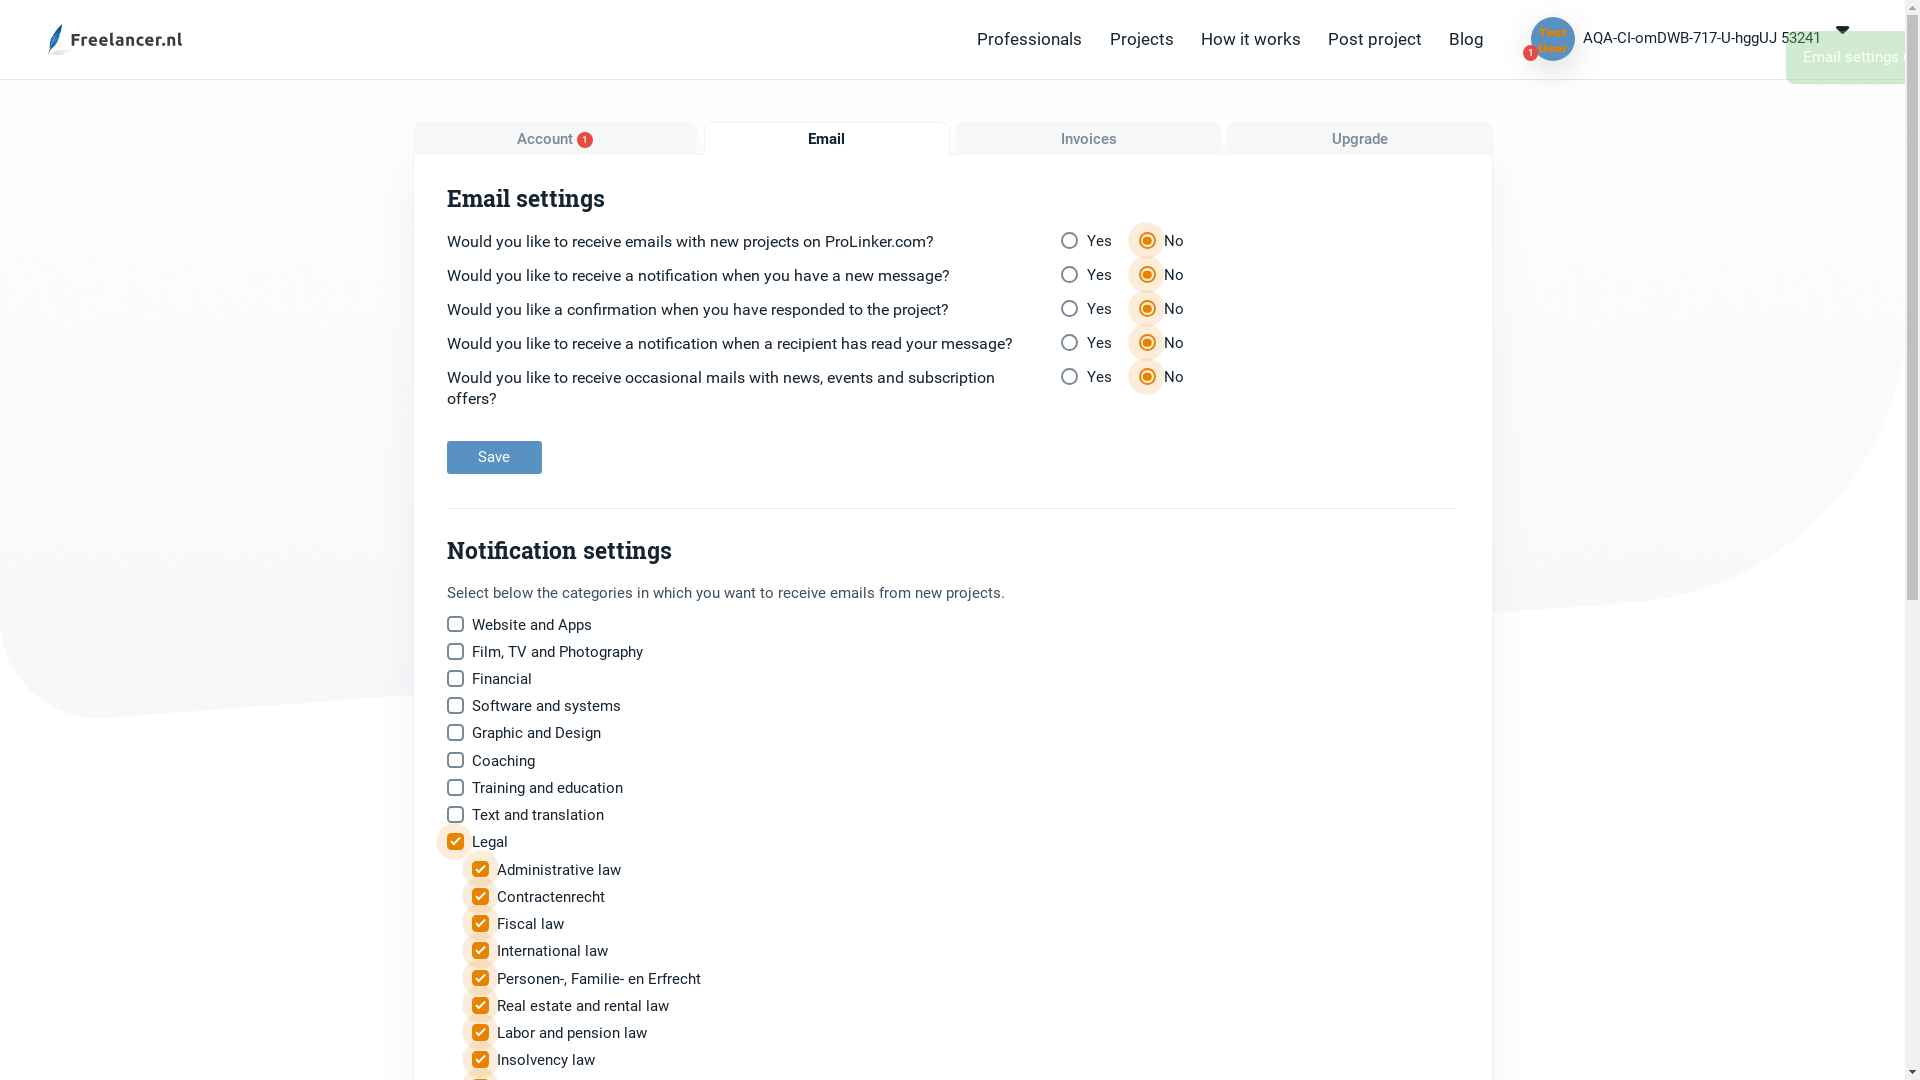 Freelancer.nl
Professionals
Projects
How it works
Post project
Blog
Test
User
1
AQA-CI-omDWB-717-U-hggUJ 53241
Email settings
Account 1
Email
Invoices
Upgrade
Email settings
Would you like to receive emails with new projects on ProLinker.com?
Yes
No
Would you like to receive a notification when you have a new message?
Yes
No
Would you like a confirmation when you have responded to the project?
Yes
No
Would you like to receive a notification when a recipient has read your message?
Yes
No
Would you like to receive occasional mails with news, events and subscription
offers?
Yes
No
Save
Notification settings
Select below the categories in which you want to receive emails from new projects.
Website and Apps
Film, TV and Photography
Financial
Software and systems
Graphic and Design
Coaching
Training and education
Text and translation
Legal
Administrative law
Contractenrecht
Fiscal law
International law
Personen-, Familie- en Erfrecht
Real estate and rental law
Labor and pension law
Insolvency law